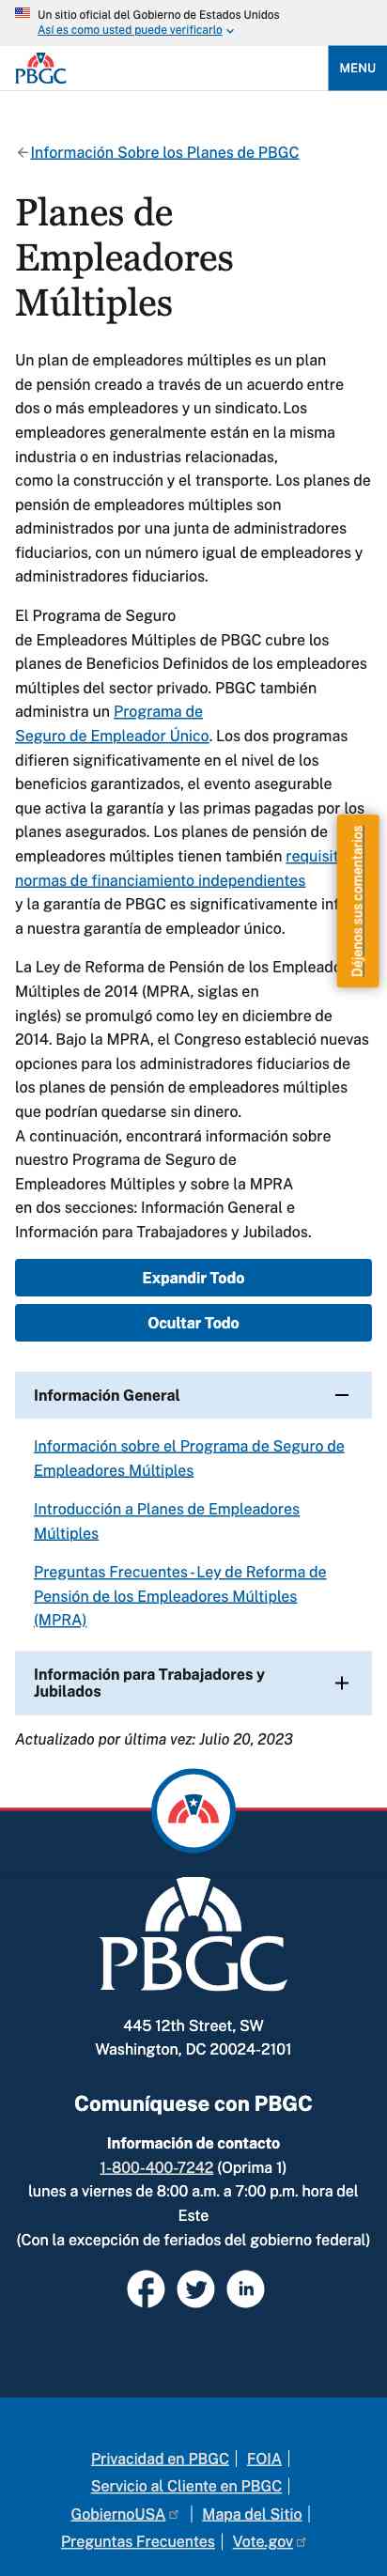 Un sitio oficial del Gobierno de Estados Unidos
Así es como usted puede verificarlo
PBGC
MENU
Información Sobre los Planes de PBGC
Planes de
Empleadores
Múltiples
Un plan de empleadores múltiples es un plan
de pensión creado a través de un acuerdo entre
dos o más empleadores y un sindicato. Los
empleadores generalmente están en la misma
industria o en industrias relacionadas,
como la construcción y el transporte. Los planes de
pensión de empleadores múltiples son
administrados por una junta de administradores
fiduciarios, con un número igual de empleadores y
administradores fiduciarios.
El Programa de Seguro
de Empleadores Múltiples de PBGC cubre los
planes de Beneficios Definidos de los empleadores
múltiples del sector privado. PBGC también
administra un Programa de
Seguro de Empleador Único. Los dos programas
difieren significativamente en el nivel de los
beneficios garantizados, el evento asegurable
que activa la garantía y las primas pagadas por los
planes asegurados. Los planes de pensión de
empleadores múltiples tienen también
normas de financiamiento independientes
y la garantía de PBGC es significativamente
a nuestra garantía de empleador único.
Déjenos sus comentarios
La Ley de Reforma de Pensión de los
Múltiples de 2014 (MPRA, siglas en
inglés) se promulgó como ley en diciembre de
2014. Bajo la MPRA, el Congreso estableció nuevas
opciones para los administradores fiduciarios de
los planes de pensión de empleadores múltiples
que podrían quedarse sin dinero.
A continuación, encontrará información sobre
nuestro Programa de Seguro de
Empleadores Múltiples y sobre la MPRA
en dos secciones: Información General e
Información para Trabajadores y Jubilados.
Expandir Todo
Ocultar Todo
Información General
Información sobre el Programa de Seguro de
Empleadores Múltiples
Introducción a Planes de Empleadores
Múltiples
Preguntas Frecuentes - Ley de Reforma de
Pensión de los Empleadores Múltiples
(MPRA)
Información para Trabajadores y
Jubilados
Actualizado por última vez: Julio 20, 2023
PBGC
445 12th Street, SW
Washington, DC 20024-2101
Comuníquese con PBGC
Información de contacto
1-800-400-7242 (Oprima 1)
lunes a viernes de 8:00 a.m. a 7:00 p.m. hora del
Este
(Con la excepción de feriados del gobierno federal)
Privacidad en PBGC | FOIA |
Servicio al Cliente en PBGC |
GobiernoUSA | Mapa del Sitio |
Preguntas Frecuentes | Vote.gov